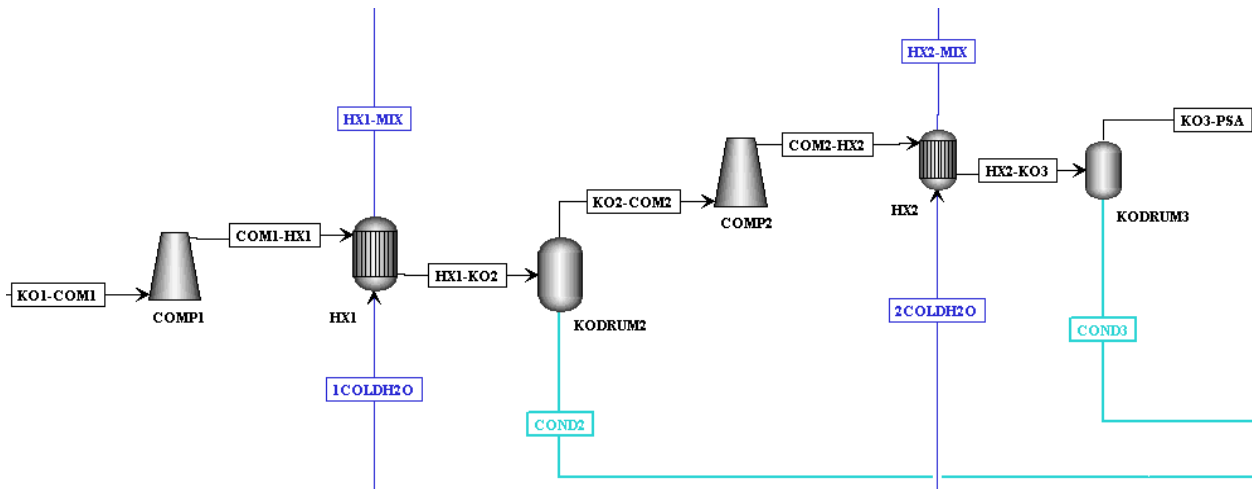 HX2-MIX
HX1-MIX
KO3-PSA
COM2-HX2
HX2-KO3
KO2-COM2
HX2
COMP2
KODRUM3
COM1-HX1
HX1-KO2
KO1-COM1
COMP1
HX1
KODRUM2
2COLDH2O
COND3
1COLDH2O
COND2